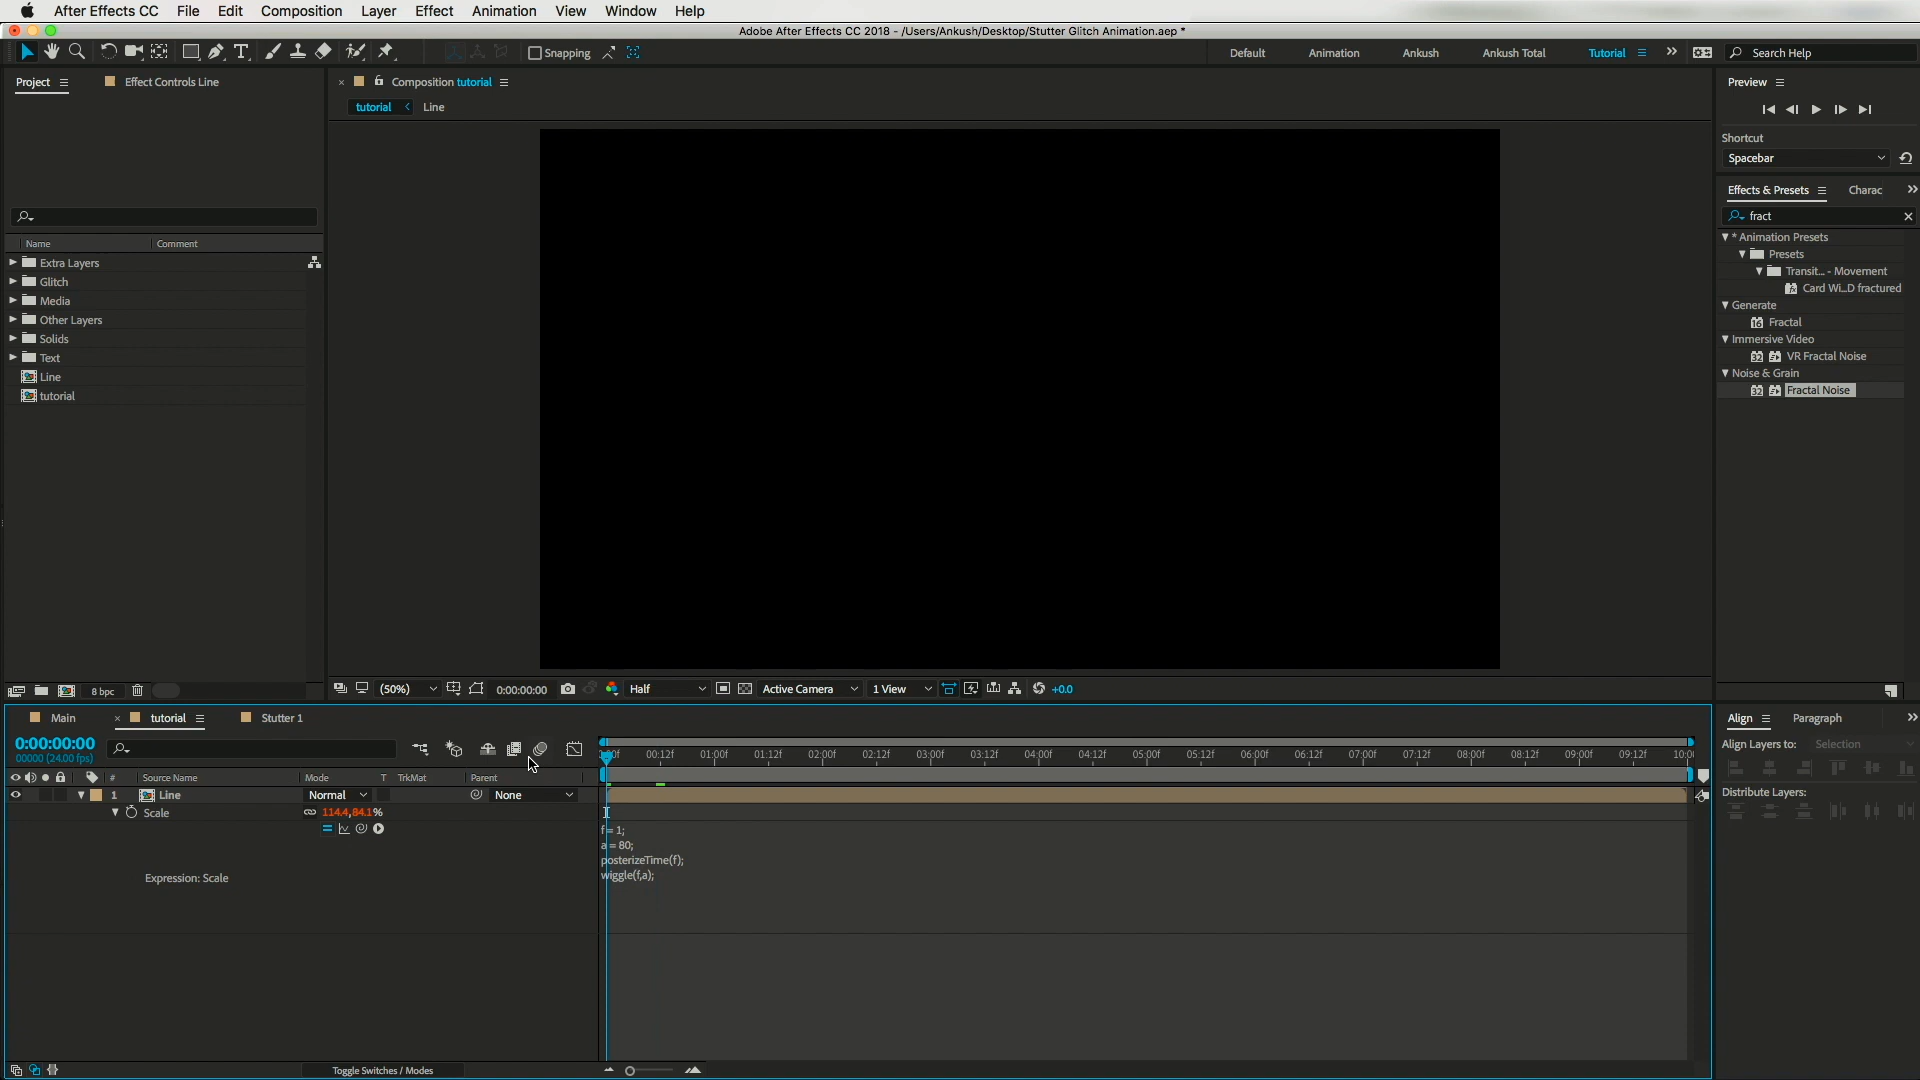 After Effects CC File Edit Composition Layer Effect Animation View Window Help
Adobe After Effects CC 2018 - /Users/Ankush/Desktop/Stutter Glitch Animation.aep *
Snapping
Default Animation Ankush Ankush Total Tutorial Search Help
Project Effect Controls Line
Composition tutorial
tutorial Line
Name Comment
Extra Layers
Glitch
Media
Other Layers
Solids
Text
Line
tutorial
8 bpc
(50%) 0:00:00:00 Half Active Camera 1 View +0.0
Preview
Shortcut
Spacebar
Effects & Presets Charac
fract
* Animation Presets
Presets
Transit... - Movement
Card Wi...D fractured
Generate
16 Fractal
Immersive Video
32 VR Fractal Noise
Noise & Grain
32 Fractal Noise
Main tutorial Stutter 1
0:00:00:00
00000 (24.00 fps)
00:12f 01:00f 01:12f 02:00f 02:12f 03:00f 03:12f 04:00f 04:12f 05:00f 05:12f 06:00f 06:12f 07:00f 07:12f 08:00f 08:12f 09:00f 09:12f
# Source Name Mode T TrkMat Parent
1 Line Normal None
Scale 114.4,84.1%
Expression: Scale
f = 1;
a = 80;
posterizeTime(f);
wiggle(f,a);
Toggle Switches / Modes
Align Paragraph
Align Layers to: Selection
Distribute Layers: